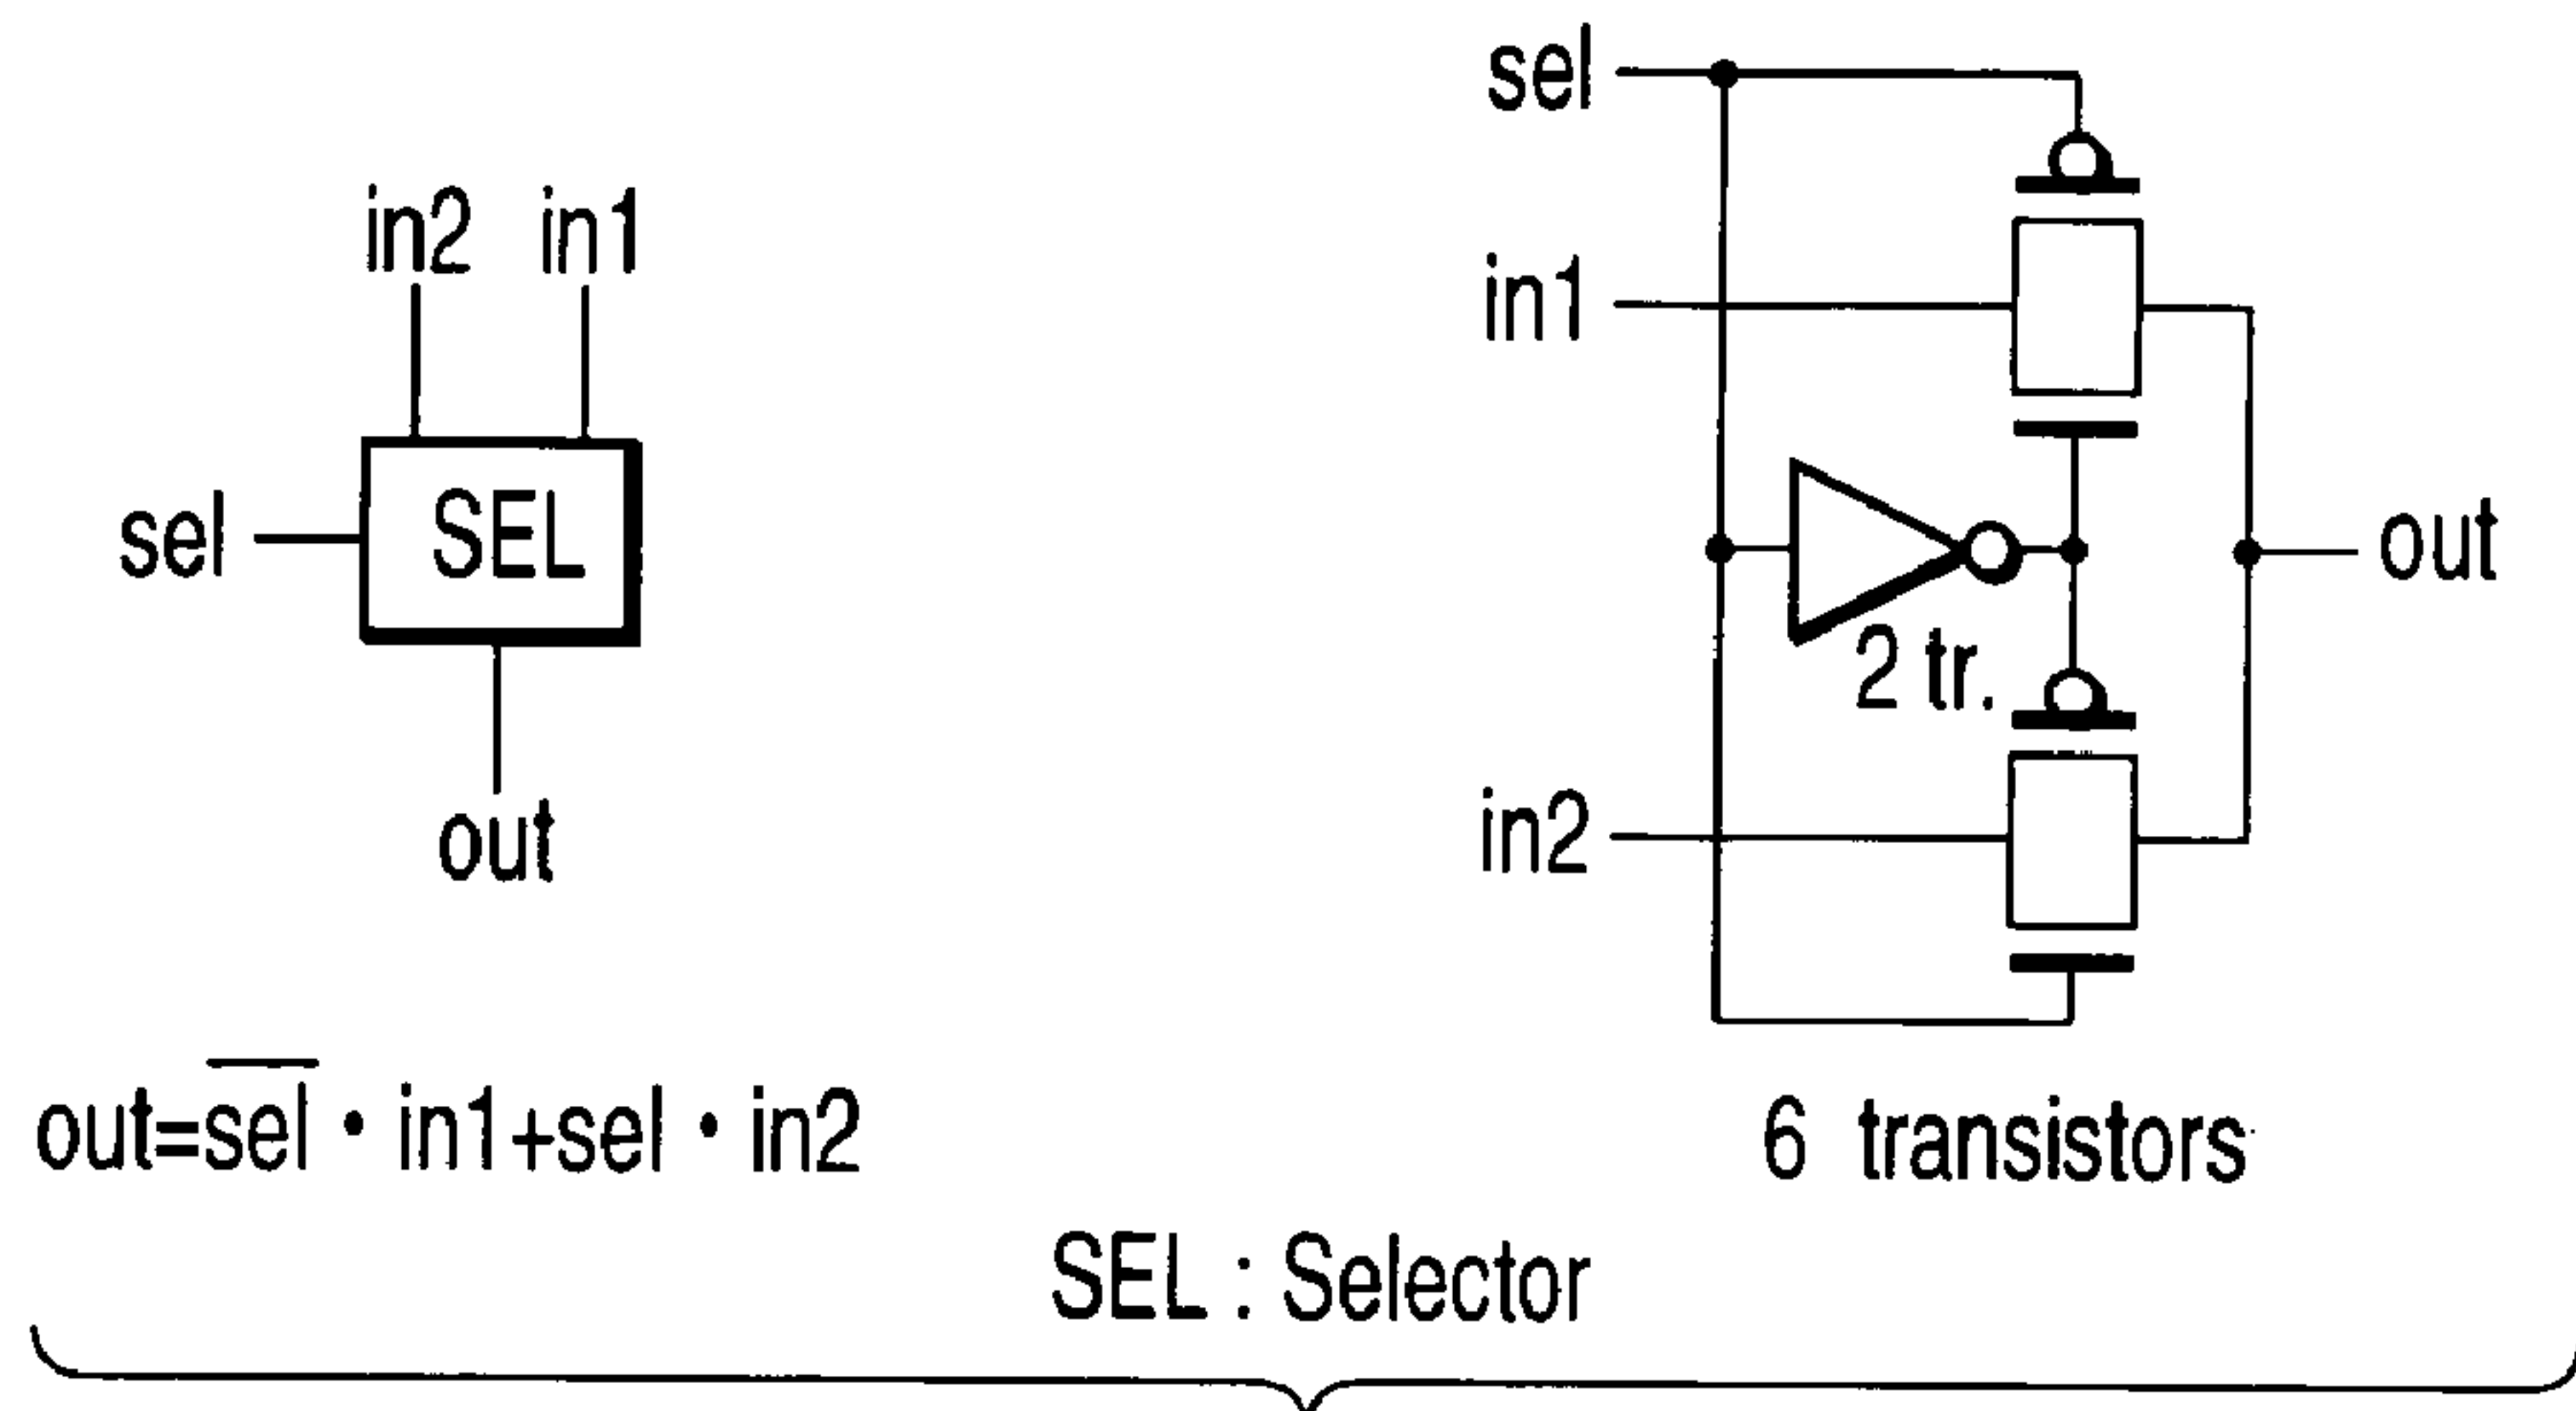 in2 in1
sel
SEL
out
out=s̅e̅l̅ · in1+sel · in2
sel
in1
2 tr.
out
in2
6 transistors
SEL : Selector